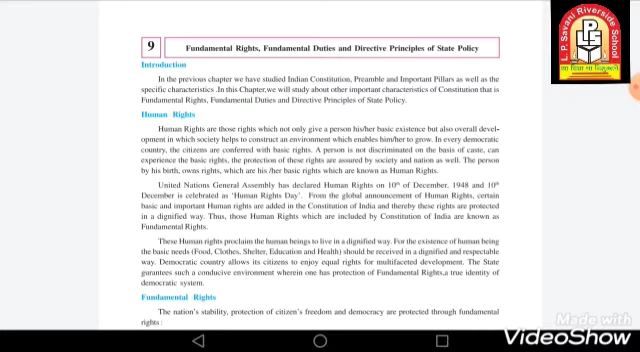 L. P. Savani Riverside School
LPS
9
Fundamental Rights, Fundamental Duties and Directive Principles of State Policy
Introduction
In the previous chapter we have studied Indian Constitution, Preamble and Important Pillars as well as the
specific characteristics .In this Chapter,we will study about other important characteristics of Constitution that is
Fundamental Rights, Fundamental Duties and Directive Principles of State Policy.
Human Rights
Human Rights are those rights which not only give a person his/her basic existence but also overall devel-
opment in which society helps to construct an environment which enables him/her to grow. In every democratic
country, the citizens are conferred with basic rights. A person is not discriminated on the basis of caste, can
experience the basic rights, the protection of these rights are assured by society and nation as well. The person
by his birth, owns rights, which are his /her basic rights which are known as Human Rights.
United Nations General Assembly has declared Human Rights on 10th of December, 1948 and 10th
December is celebrated as 'Human Rights Day'. From the global announcement of Human Rights, certain
basic and important Human rights are added in the Constitution of India and thereby these rights are protected
in a dignified way. Thus, those Human Rights which are included by Constitution of India are known as
Fundamental Rights.
These Human rights proclaim the human beings to live in a dignified way. For the existence of human being
the basic needs (Food, Clothes, Shelter, Education and Health) should be received in a dignified and respectable
way. Democratic country allows its citizens to enjoy equal rights for multifaceted development. The State
gurantees such a conducive environment wherein one has protection of Fundamental Rights,a true identity of
democratic system.
Fundamental Rights
The nation's stability, protection of citizen's freedom and democracy are protected through fundamental
rights :
Made with
VideoShow